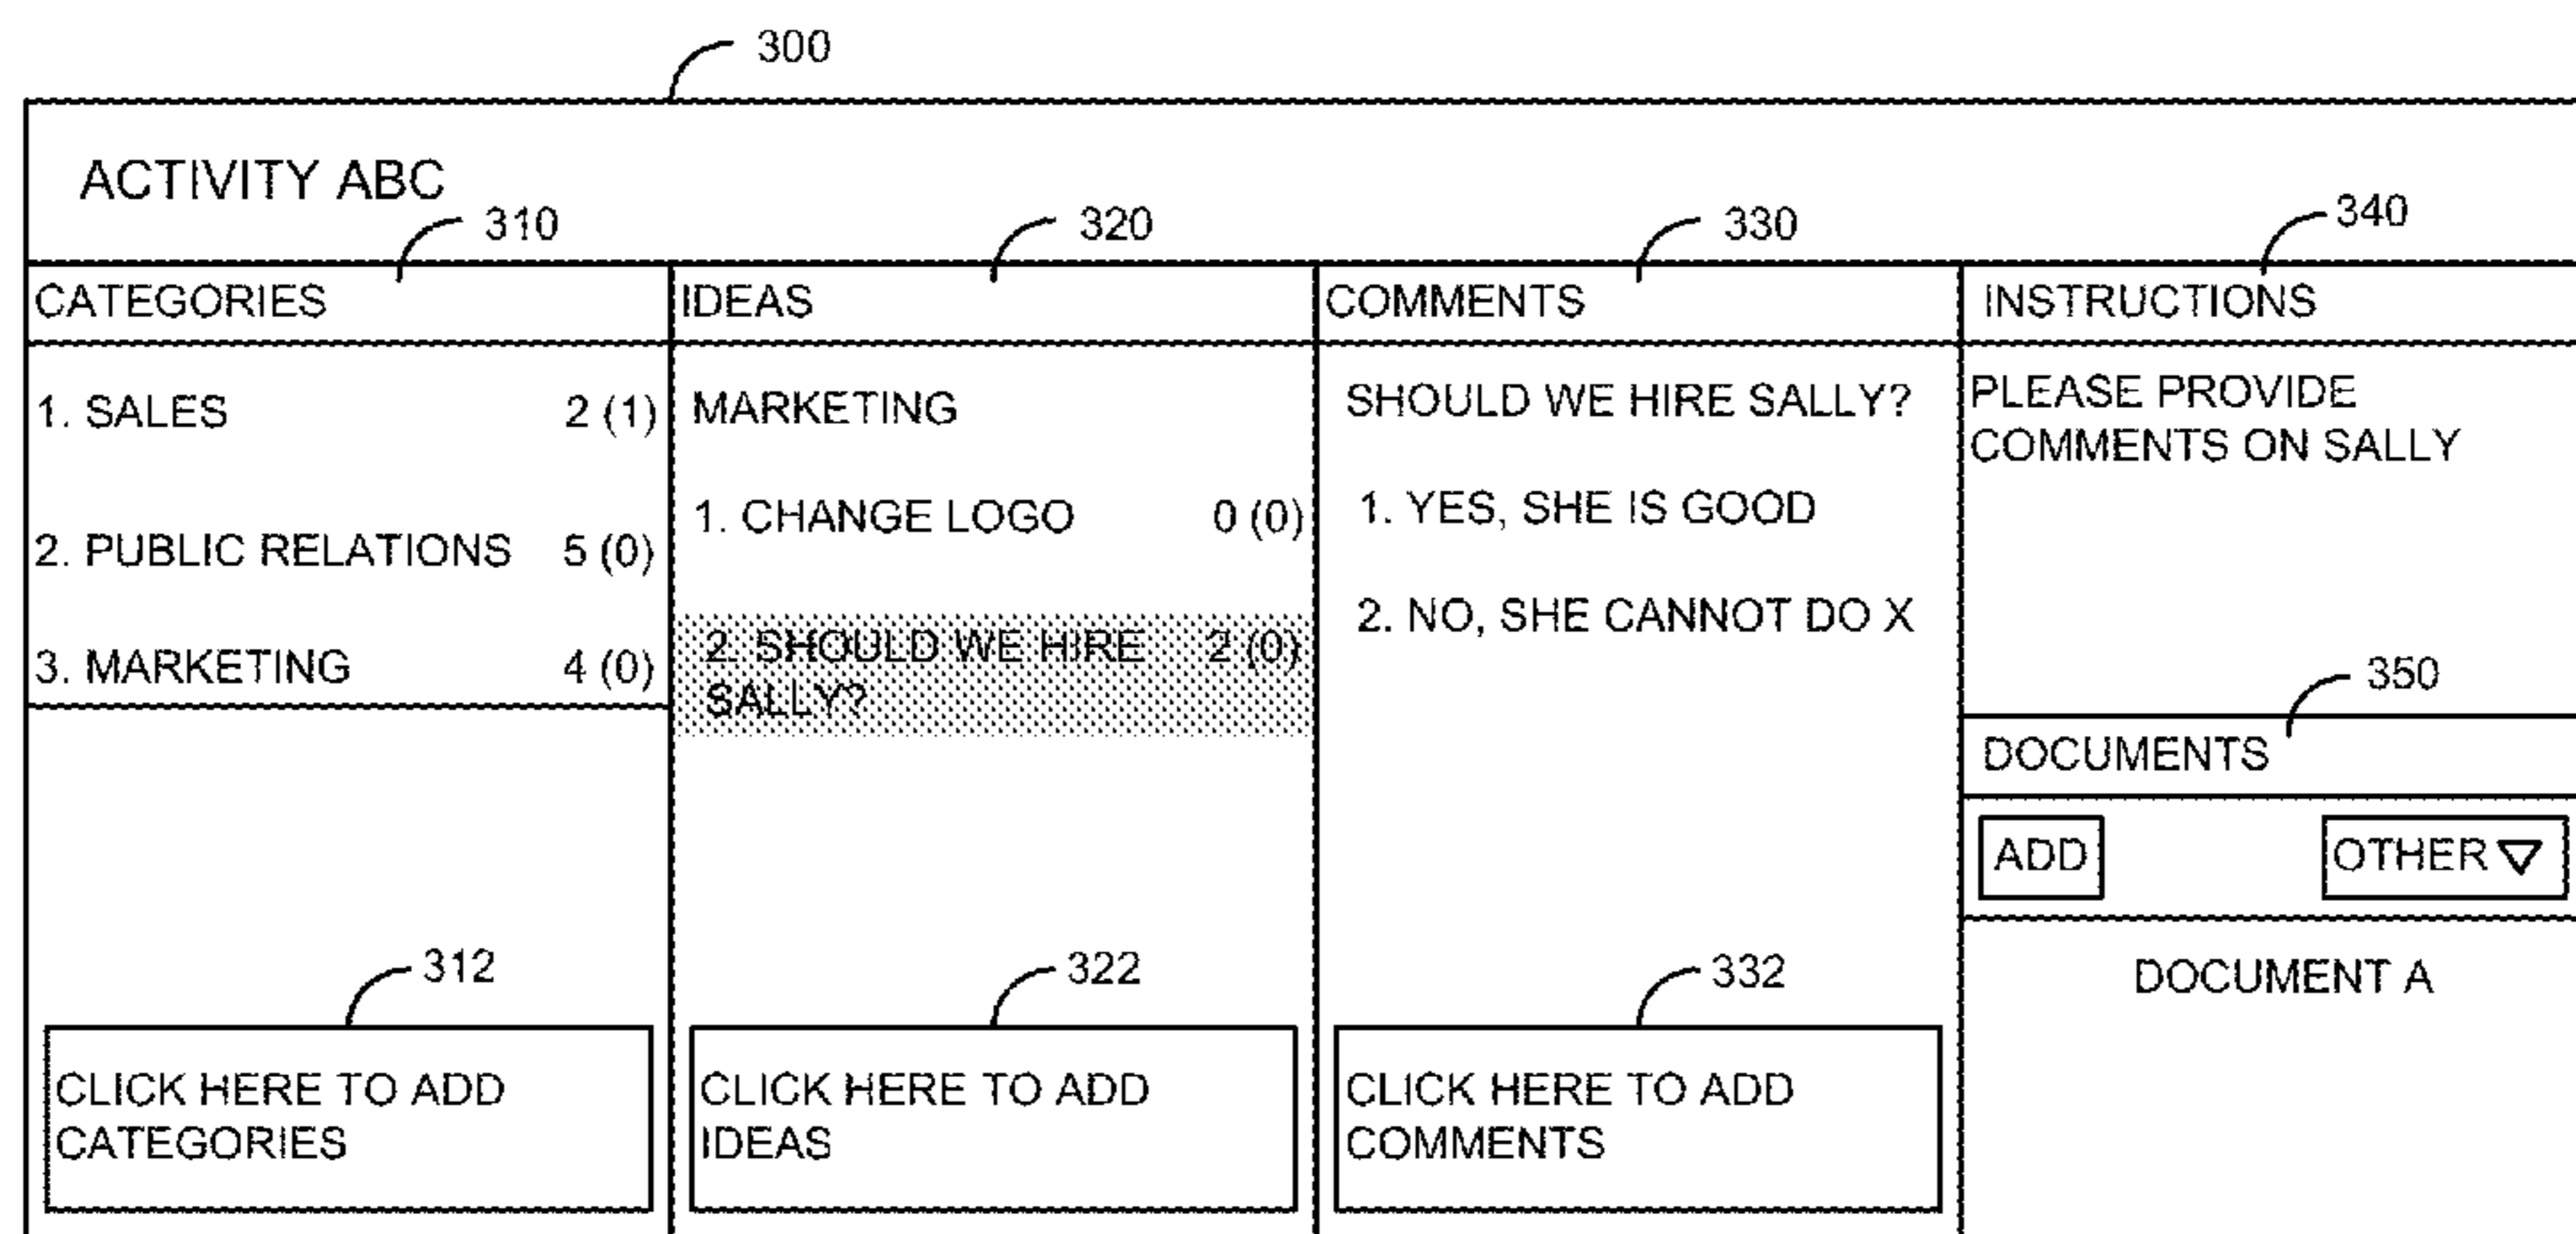 300
ACTIVITY ABC
310
320
330
340
CATEGORIES
1. SALES 2 (1)
2. PUBLIC RELATIONS 5 (0)
3. MARKETING 4 (0)
312
CLICK HERE TO ADD
CATEGORIES
IDEAS
MARKETING
1. CHANGE LOGO 0 (0)
2. SHOULD WE HIRE 2 (0)
SALLY?
322
CLICK HERE TO ADD
IDEAS
COMMENTS
SHOULD WE HIRE SALLY?
1. YES, SHE IS GOOD
2. NO, SHE CANNOT DO X
332
CLICK HERE TO ADD
COMMENTS
INSTRUCTIONS
PLEASE PROVIDE
COMMENTS ON SALLY
350
DOCUMENTS
ADD OTHER
DOCUMENT A